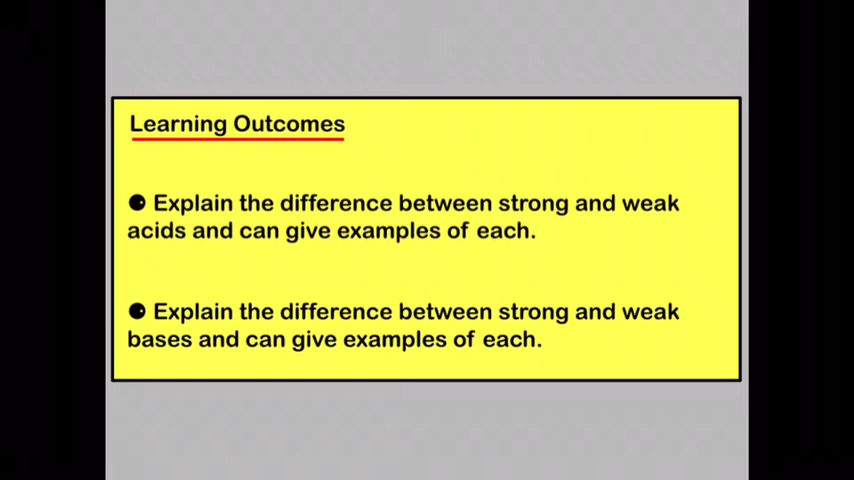 Learning Outcomes
Explain the difference between strong and weak
acids and can give examples of each.
Explain the difference between strong and weak
bases and can give examples of each.